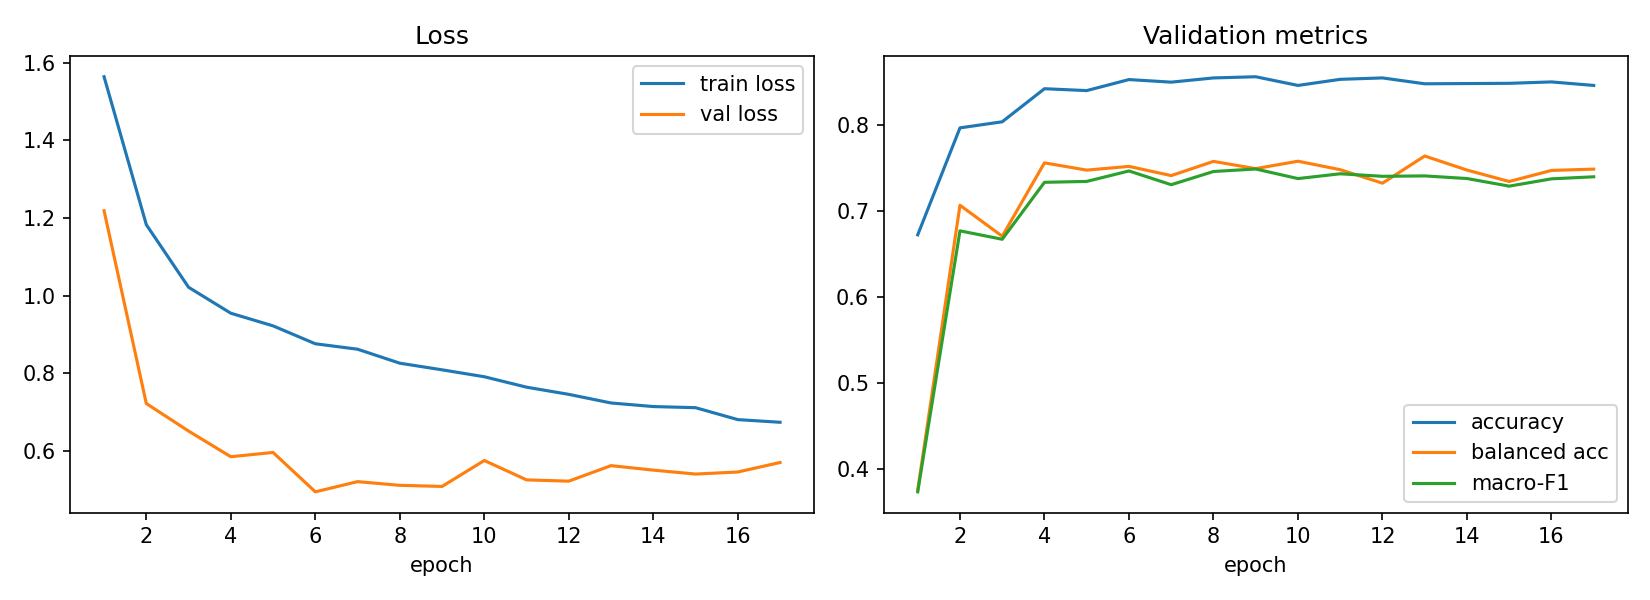 Loss
1.6
1.4
1.2
1.0
0.8
0.6
2 4 6 8 10 12 14 16
epoch
train loss
val loss
Validation metrics
0.8
0.7
0.6
0.5
0.4
2 4 6 8 10 12 14 16
epoch
accuracy
balanced acc
macro-F1